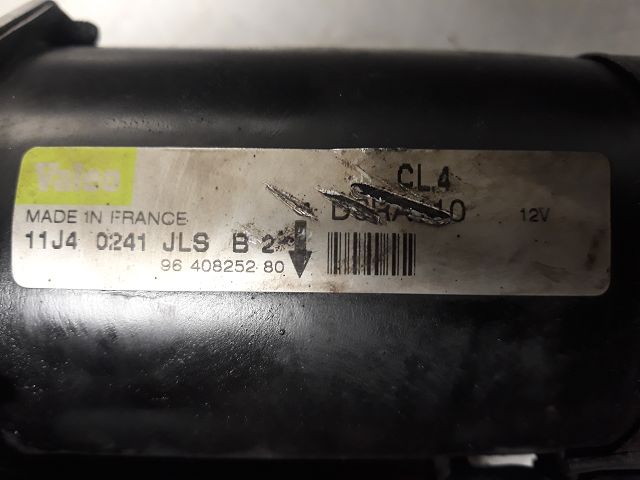 Valeo
CL4
MADE IN FRANCE
12V
11J4 0241 JLS B 2
96 408252 80